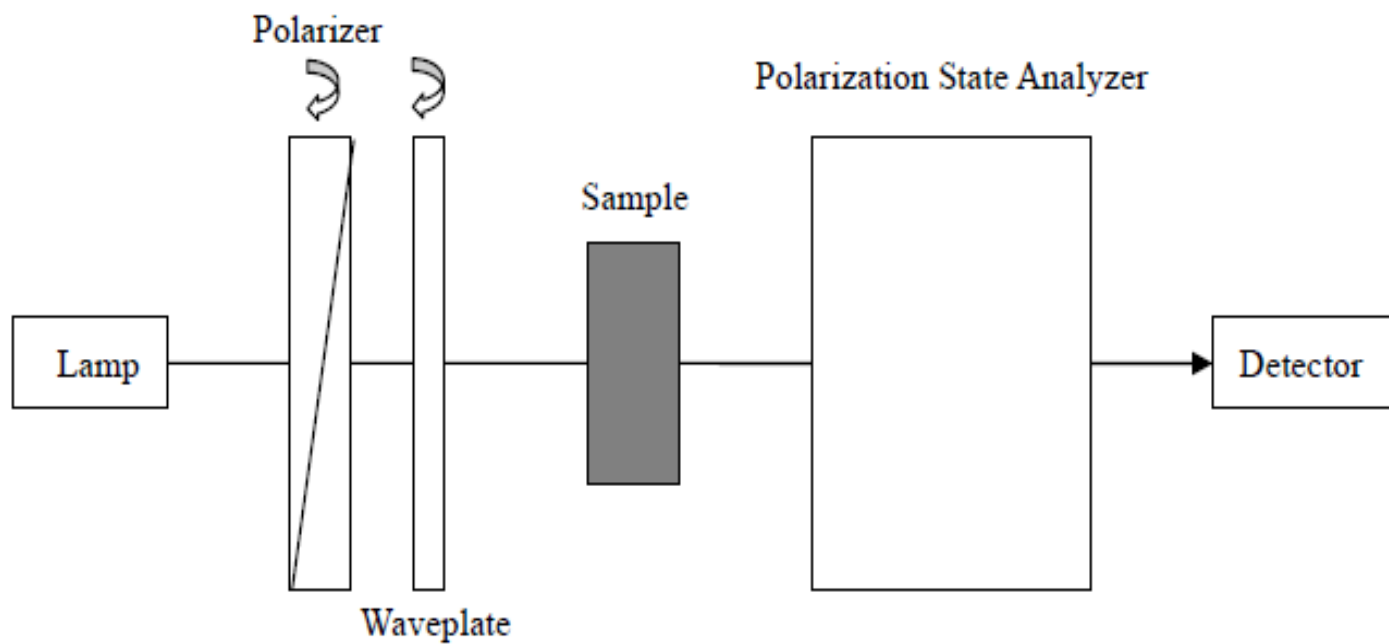 Polarizer
Polarization State Analyzer
Sample
Lamp
Detector
Waveplate